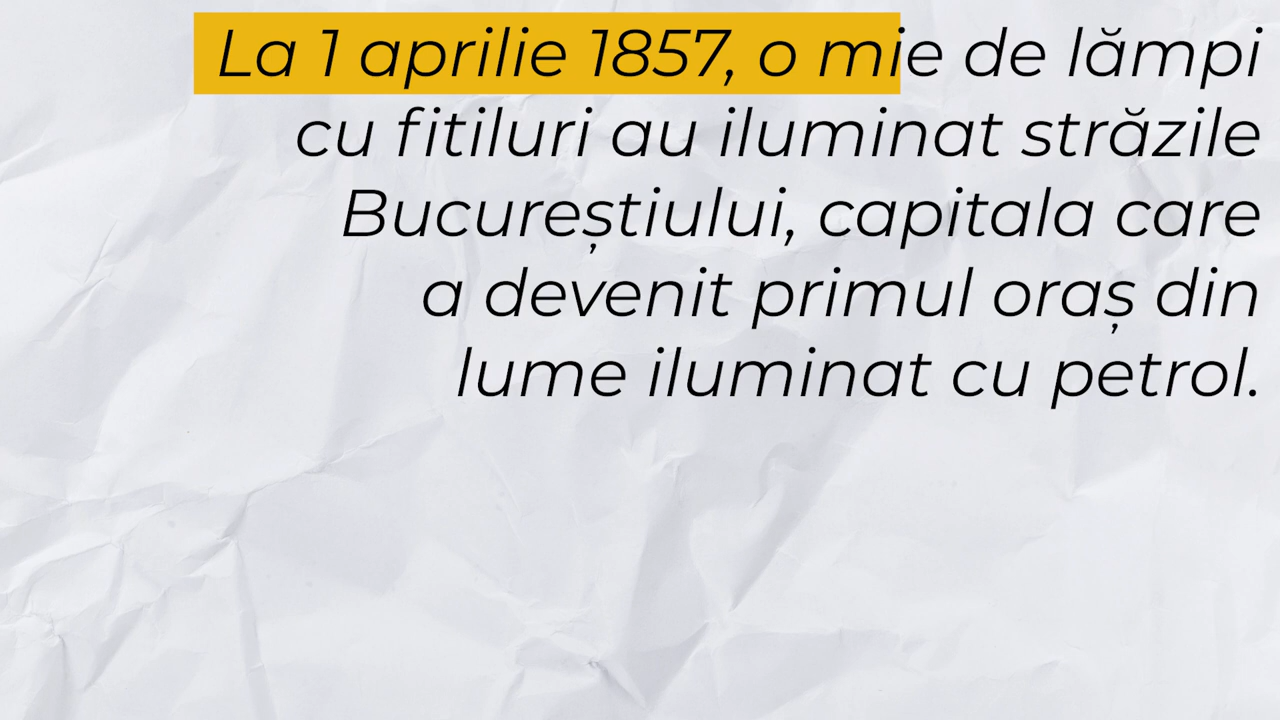 La 1 aprilie 1857, o mie de lămpi
cu fitiluri au iluminat străzile
Bucureștiului, capitala care
a devenit primul oraș din
lume iluminat cu petrol.